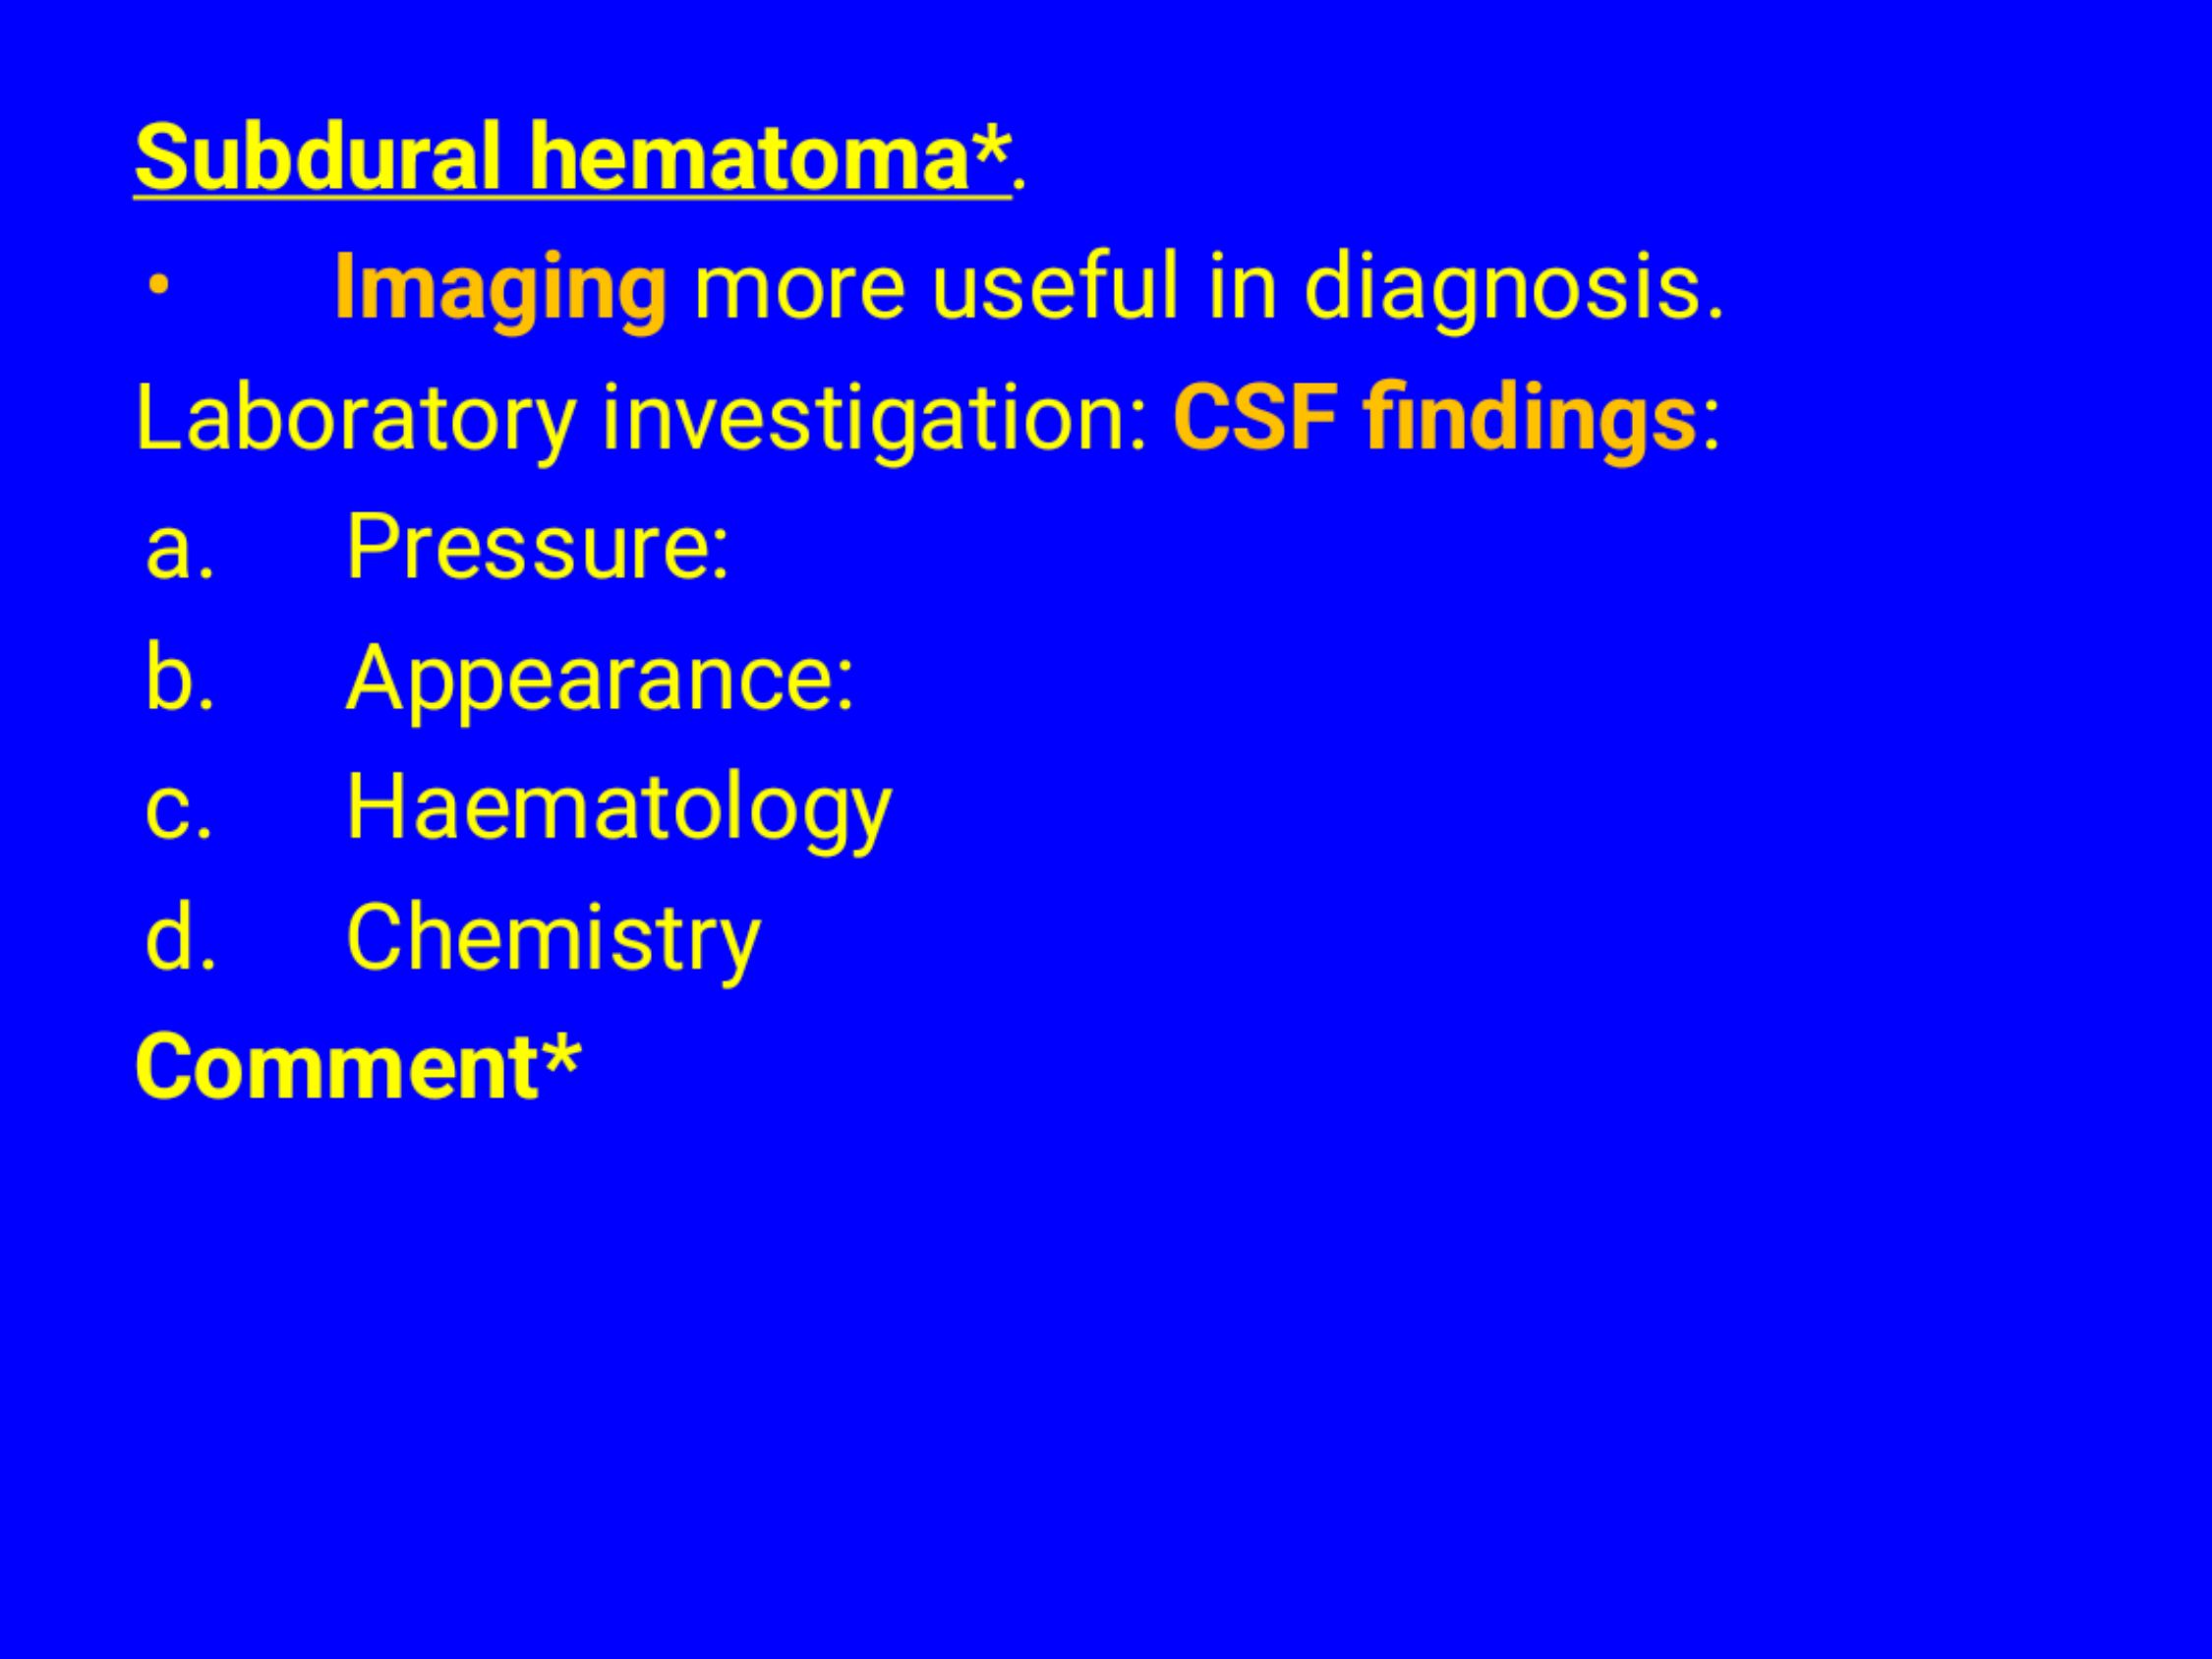 Subdural hematoma*.
• Imaging more useful in diagnosis.
Laboratory investigation: CSF findings:
a. Pressure:
b. Appearance:
c. Haematology
d. Chemistry
Comment*